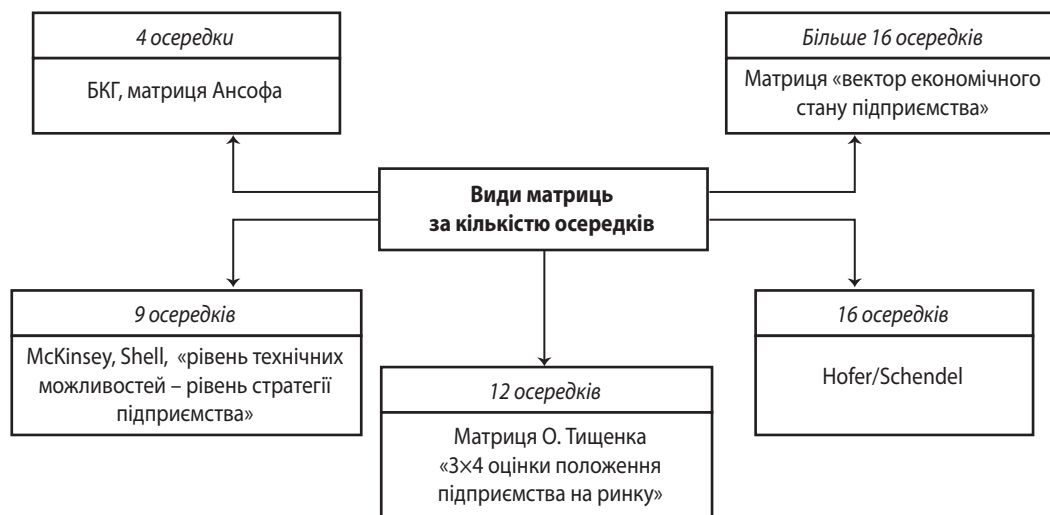 4 осередки
БКГ, матриця Ансофа
Більше 16 осередків
Матриця «вектор економічного
стану підприємства»
Види матриць
за кількістю осередків
9 осередків
McKinsey, Shell, «рівень технічних
можливостей – рівень стратегії
підприємства»
12 осередків
Матриця О. Тищенка
«3×4 оцінки положення
підприємства на ринку»
16 осередків
Hofer/Schendel